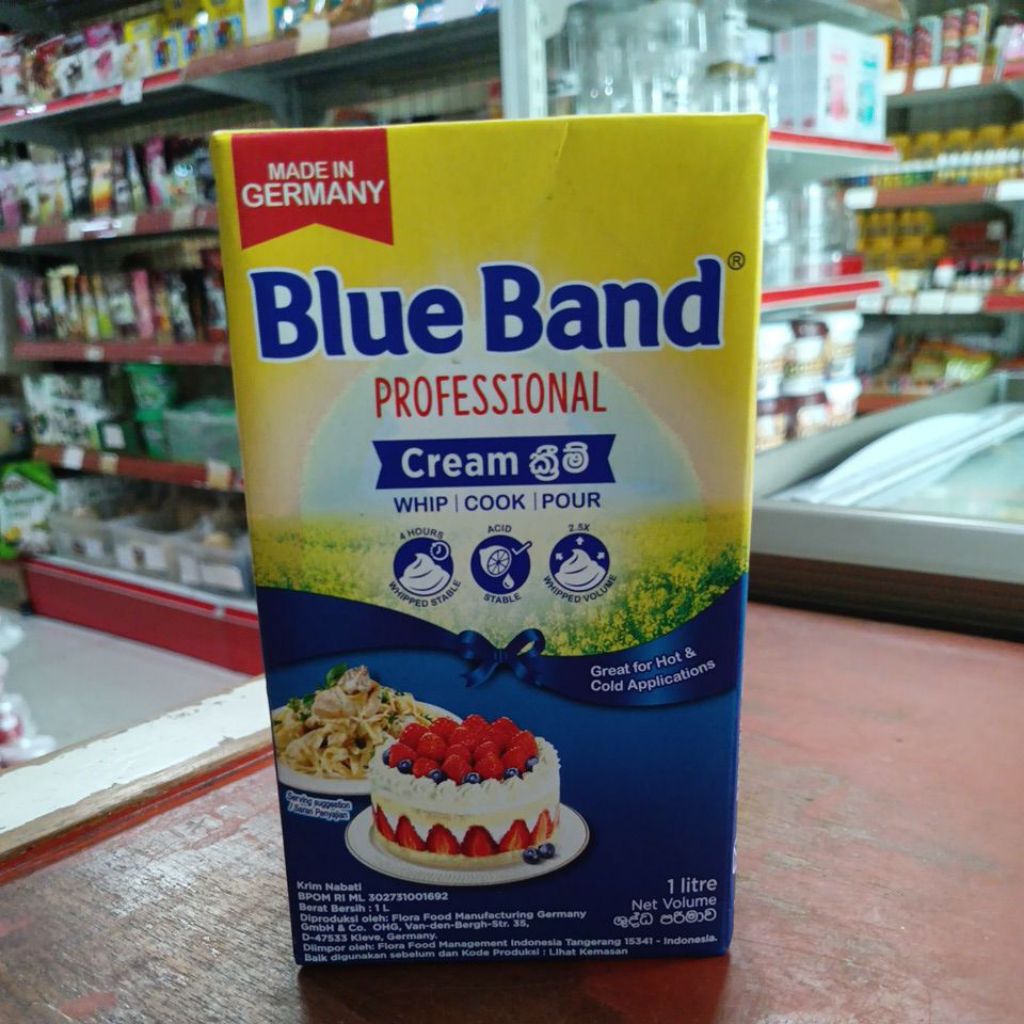 MADE IN
GERMANY
Blue Band®
PROFESSIONAL
Cream ක්‍රීම්
WHIP | COOK | POUR
4 HOURS
WHIPPED STABLE
ACID
STABLE
2.5X
WHIPPED VOLUME
Great for Hot &
Cold Applications
Serving suggestion
/ Saran Penyajian
Krim Nabati
BPOM RI ML 302731001692
Berat Bersih : 1 L
Diproduksi oleh: Flora Food Manufacturing Germany
GmbH & Co. OHG, Van-den-Bergh-Str. 35,
D-47533 Kleve, Germany.
Diimpor oleh: Flora Food Management Indonesia Tangerang 15341 - Indonesia.
Baik digunakan sebelum dan Kode Produksi : Lihat Kemasan
1 litre
Net Volume
ශුද්ධ පරිමාව